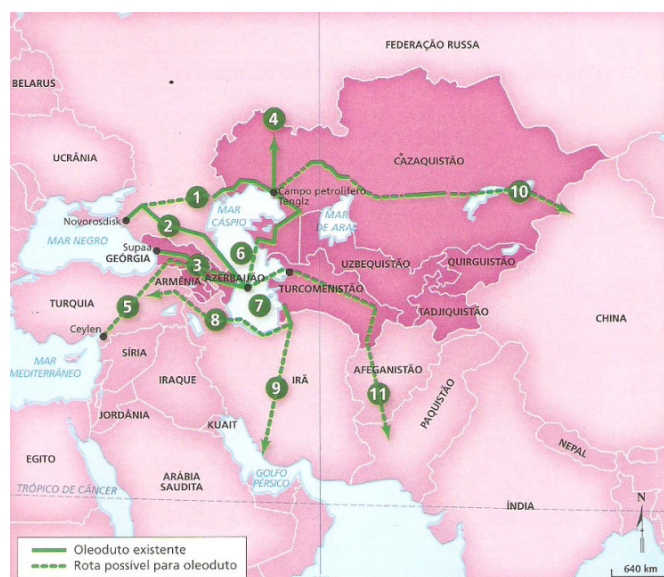 FEDERAÇÃO RUSSA
BELARUS
4
UCRÂNIA
CAZAQUISTÃO
1
Campo petrolífero
Tengiz
10
Novorosdisk
2
MAR
CÁSPIO
MAR
DE ARAL
MAR NEGRO
Supaa
GEÓRGIA
3
6
UZBEQUISTÃO
QUIRGUISTÃO
AZERBAIJÃO
ARMÊNIA
TURCOMENISTÃO
TURQUIA
5
7
TADJIQUISTÃO
8
CHINA
Ceylen
SÍRIA
MAR
MEDITERRÂNEO
AFEGANISTÃO
IRAQUE
9
IRÃ
11
JORDÂNIA
PAQUISTÃO
KUAIT
NEPAL
EGITO
ARÁBIA
SAUDITA
GOLFO
PÉRSICO
TRÓPICO DE CÂNCER
ÍNDIA
N
Oleoduto existente
Rota possível para oleoduto
640 km